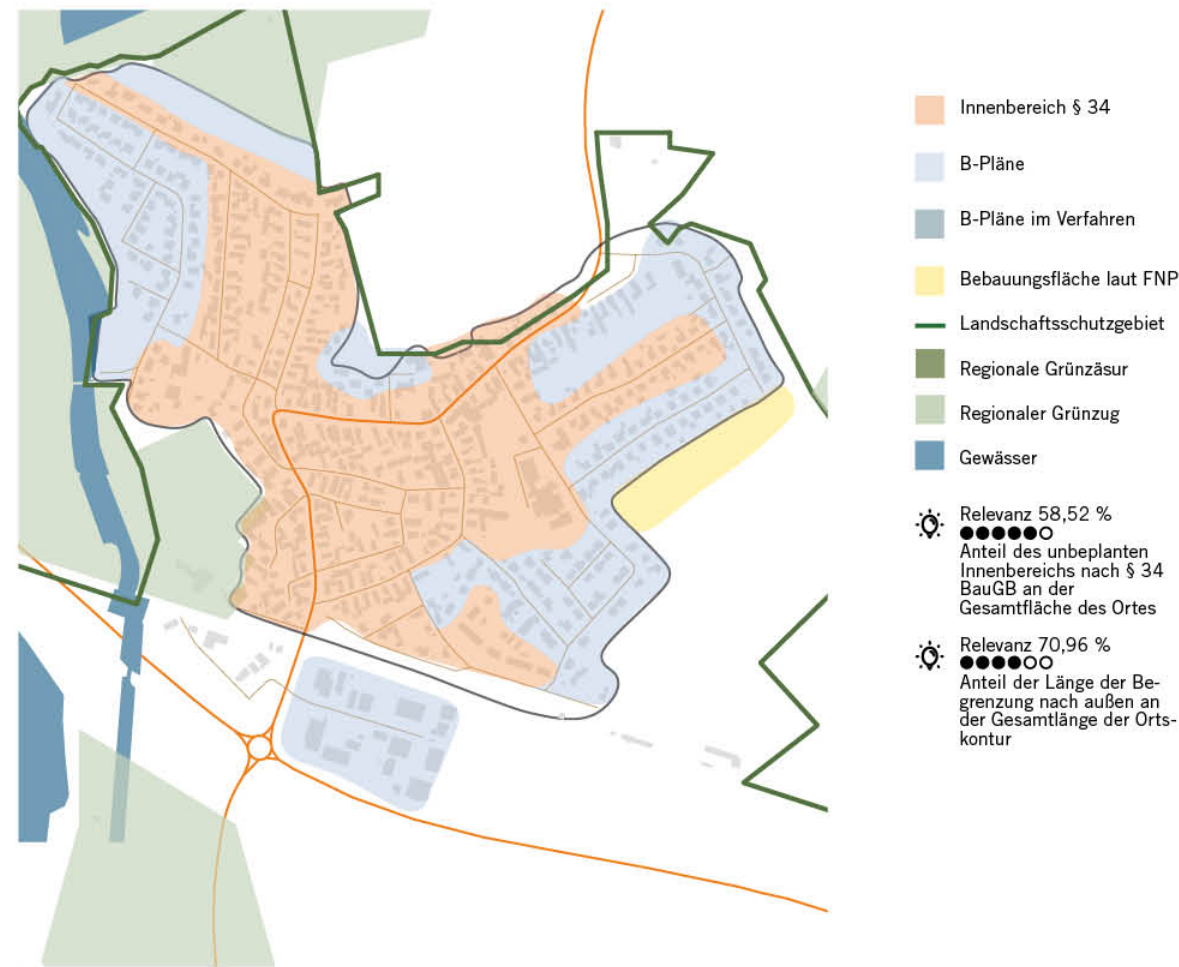 Innenbereich § 34
B-Pläne
B-Pläne im Verfahren
Bebauungsfläche laut FNP
Landschaftsschutzgebiet
Regionale Grünzäsur
Regionaler Grünzug
Gewässer
Relevanz 58,52 %
Anteil des unbeplanten
Innenbereichs nach § 34
BauGB an der
Gesamtfläche des Ortes
Relevanz 70,96 %
Anteil der Länge der Be-
grenzung nach außen an
der Gesamtlänge der Orts-
kontur